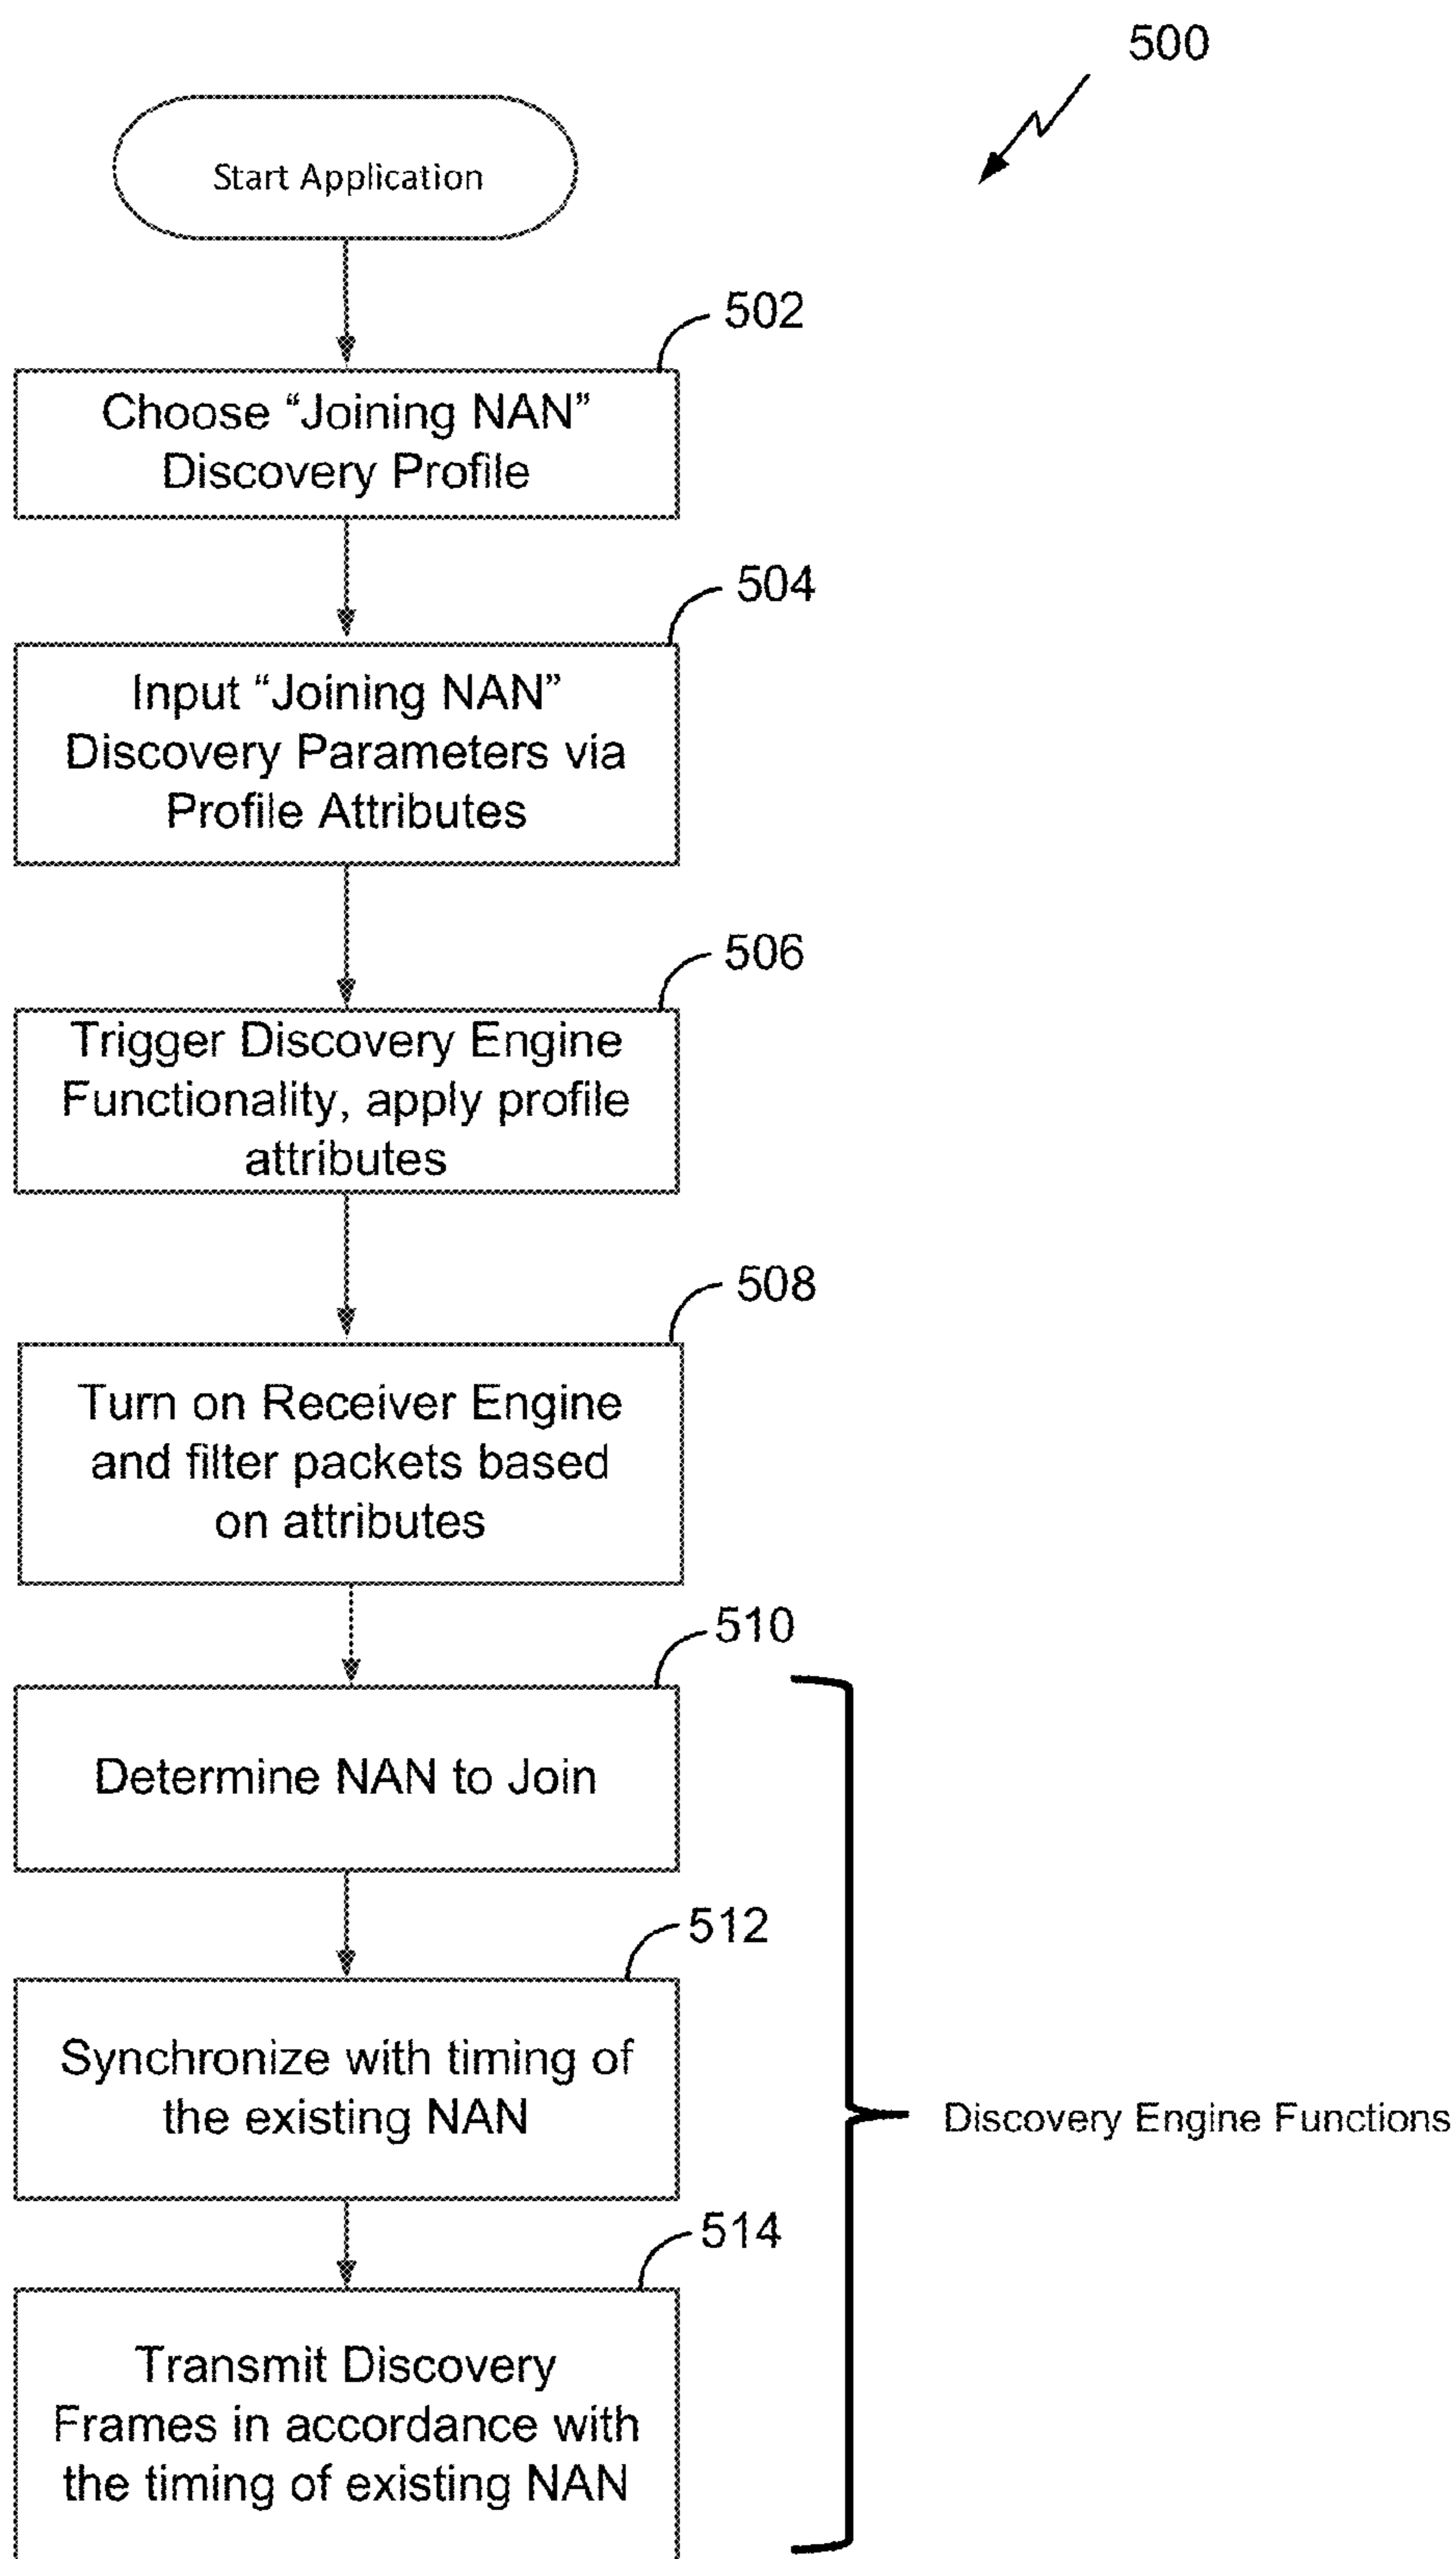 500
Start Application
502
Choose “Joining NAN”
Discovery Profile
504
Input “Joining NAN”
Discovery Parameters via
Profile Attributes
506
Trigger Discovery Engine
Functionality, apply profile
attributes
508
Turn on Receiver Engine
and filter packets based
on attributes
510
Determine NAN to Join
512
Synchronize with timing of
the existing NAN
Discovery Engine Functions
514
Transmit Discovery
Frames in accordance with
the timing of existing NAN